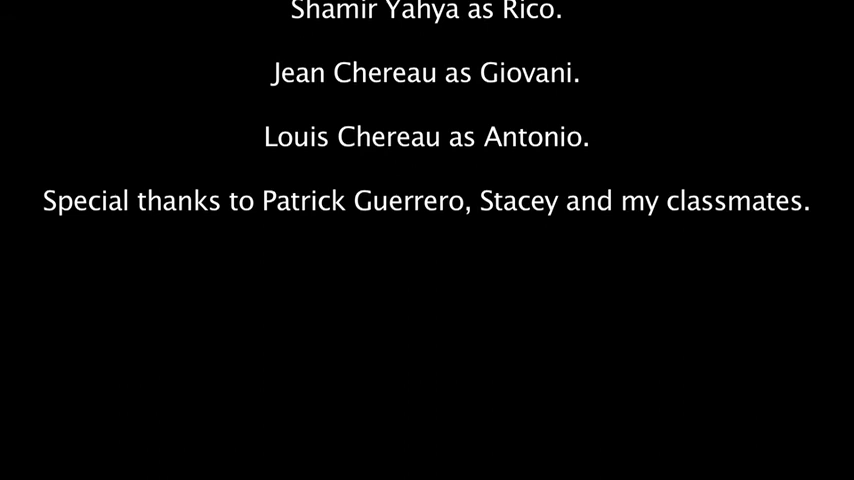 Shamir Yahya as Rico.
Jean Chereau as Giovani.
Louis Chereau as Antonio.
Special thanks to Patrick Guerrero, Stacey and my classmates.